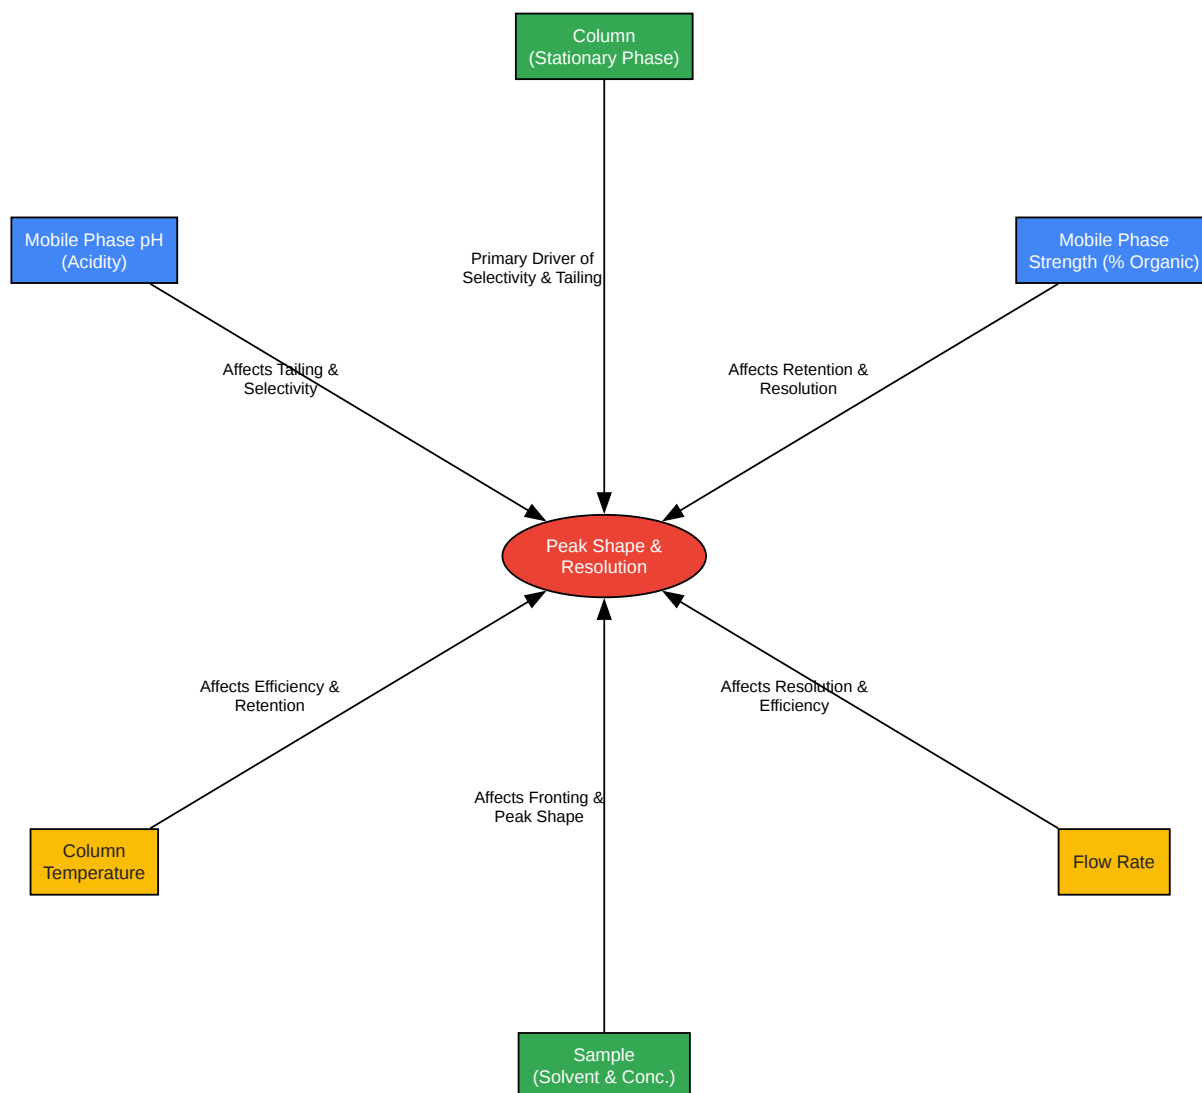 Column
(Stationary Phase)
Mobile Phase pH
(Acidity)
Mobile Phase
Strength (% Organic)
Primary Driver of
Selectivity & Tailing
Affects Tailing &
Selectivity
Affects Retention &
Resolution
Peak Shape &
Resolution
Affects Efficiency &
Retention
Affects Resolution &
Efficiency
Affects Fronting &
Peak Shape
Column
Temperature
Flow Rate
Sample
(Solvent & Conc.)